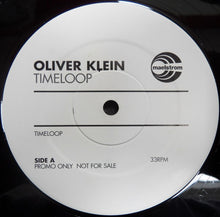 OLIVER KLEIN
TIMELOOP
maelstrom
TIMELOOP
SIDE A
33RPM
PROMO ONLY NOT FOR SALE